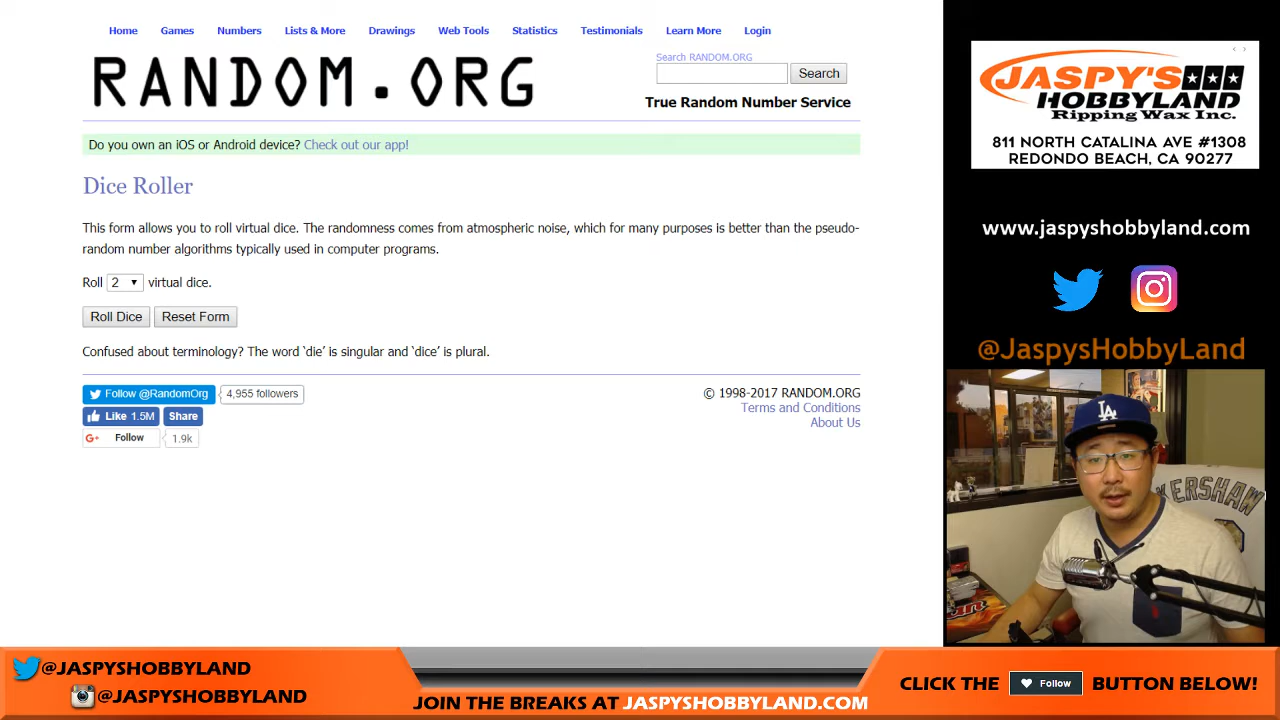 Home Games Numbers Lists & More Drawings Web Tools Statistics Testimonials Learn More Login
RANDOM.ORG
Search RANDOM.ORG
Search
True Random Number Service
Do you own an iOS or Android device? Check out our app!
Dice Roller
This form allows you to roll virtual dice. The randomness comes from atmospheric noise, which for many purposes is better than the pseudo-
random number algorithms typically used in computer programs.
Roll 2 virtual dice.
Roll Dice Reset Form
Confused about terminology? The word ‘die’ is singular and ‘dice’ is plural.
Follow @RandomOrg 4,955 followers
Like 1.5M Share
G+ Follow 1.9k
© 1998-2017 RANDOM.ORG
Terms and Conditions
About Us
JASPY'S
HOBBYLAND
Ripping Wax Inc.
811 NORTH CATALINA AVE #1308
REDONDO BEACH, CA 90277
www.jaspyshobbyland.com
@JaspysHobbyLand
LA
KERSHAW
@JASPYSHOBBYLAND
@JASPYSHOBBYLAND
JOIN THE BREAKS AT JASPYSHOBBYLAND.COM
CLICK THE Follow BUTTON BELOW!